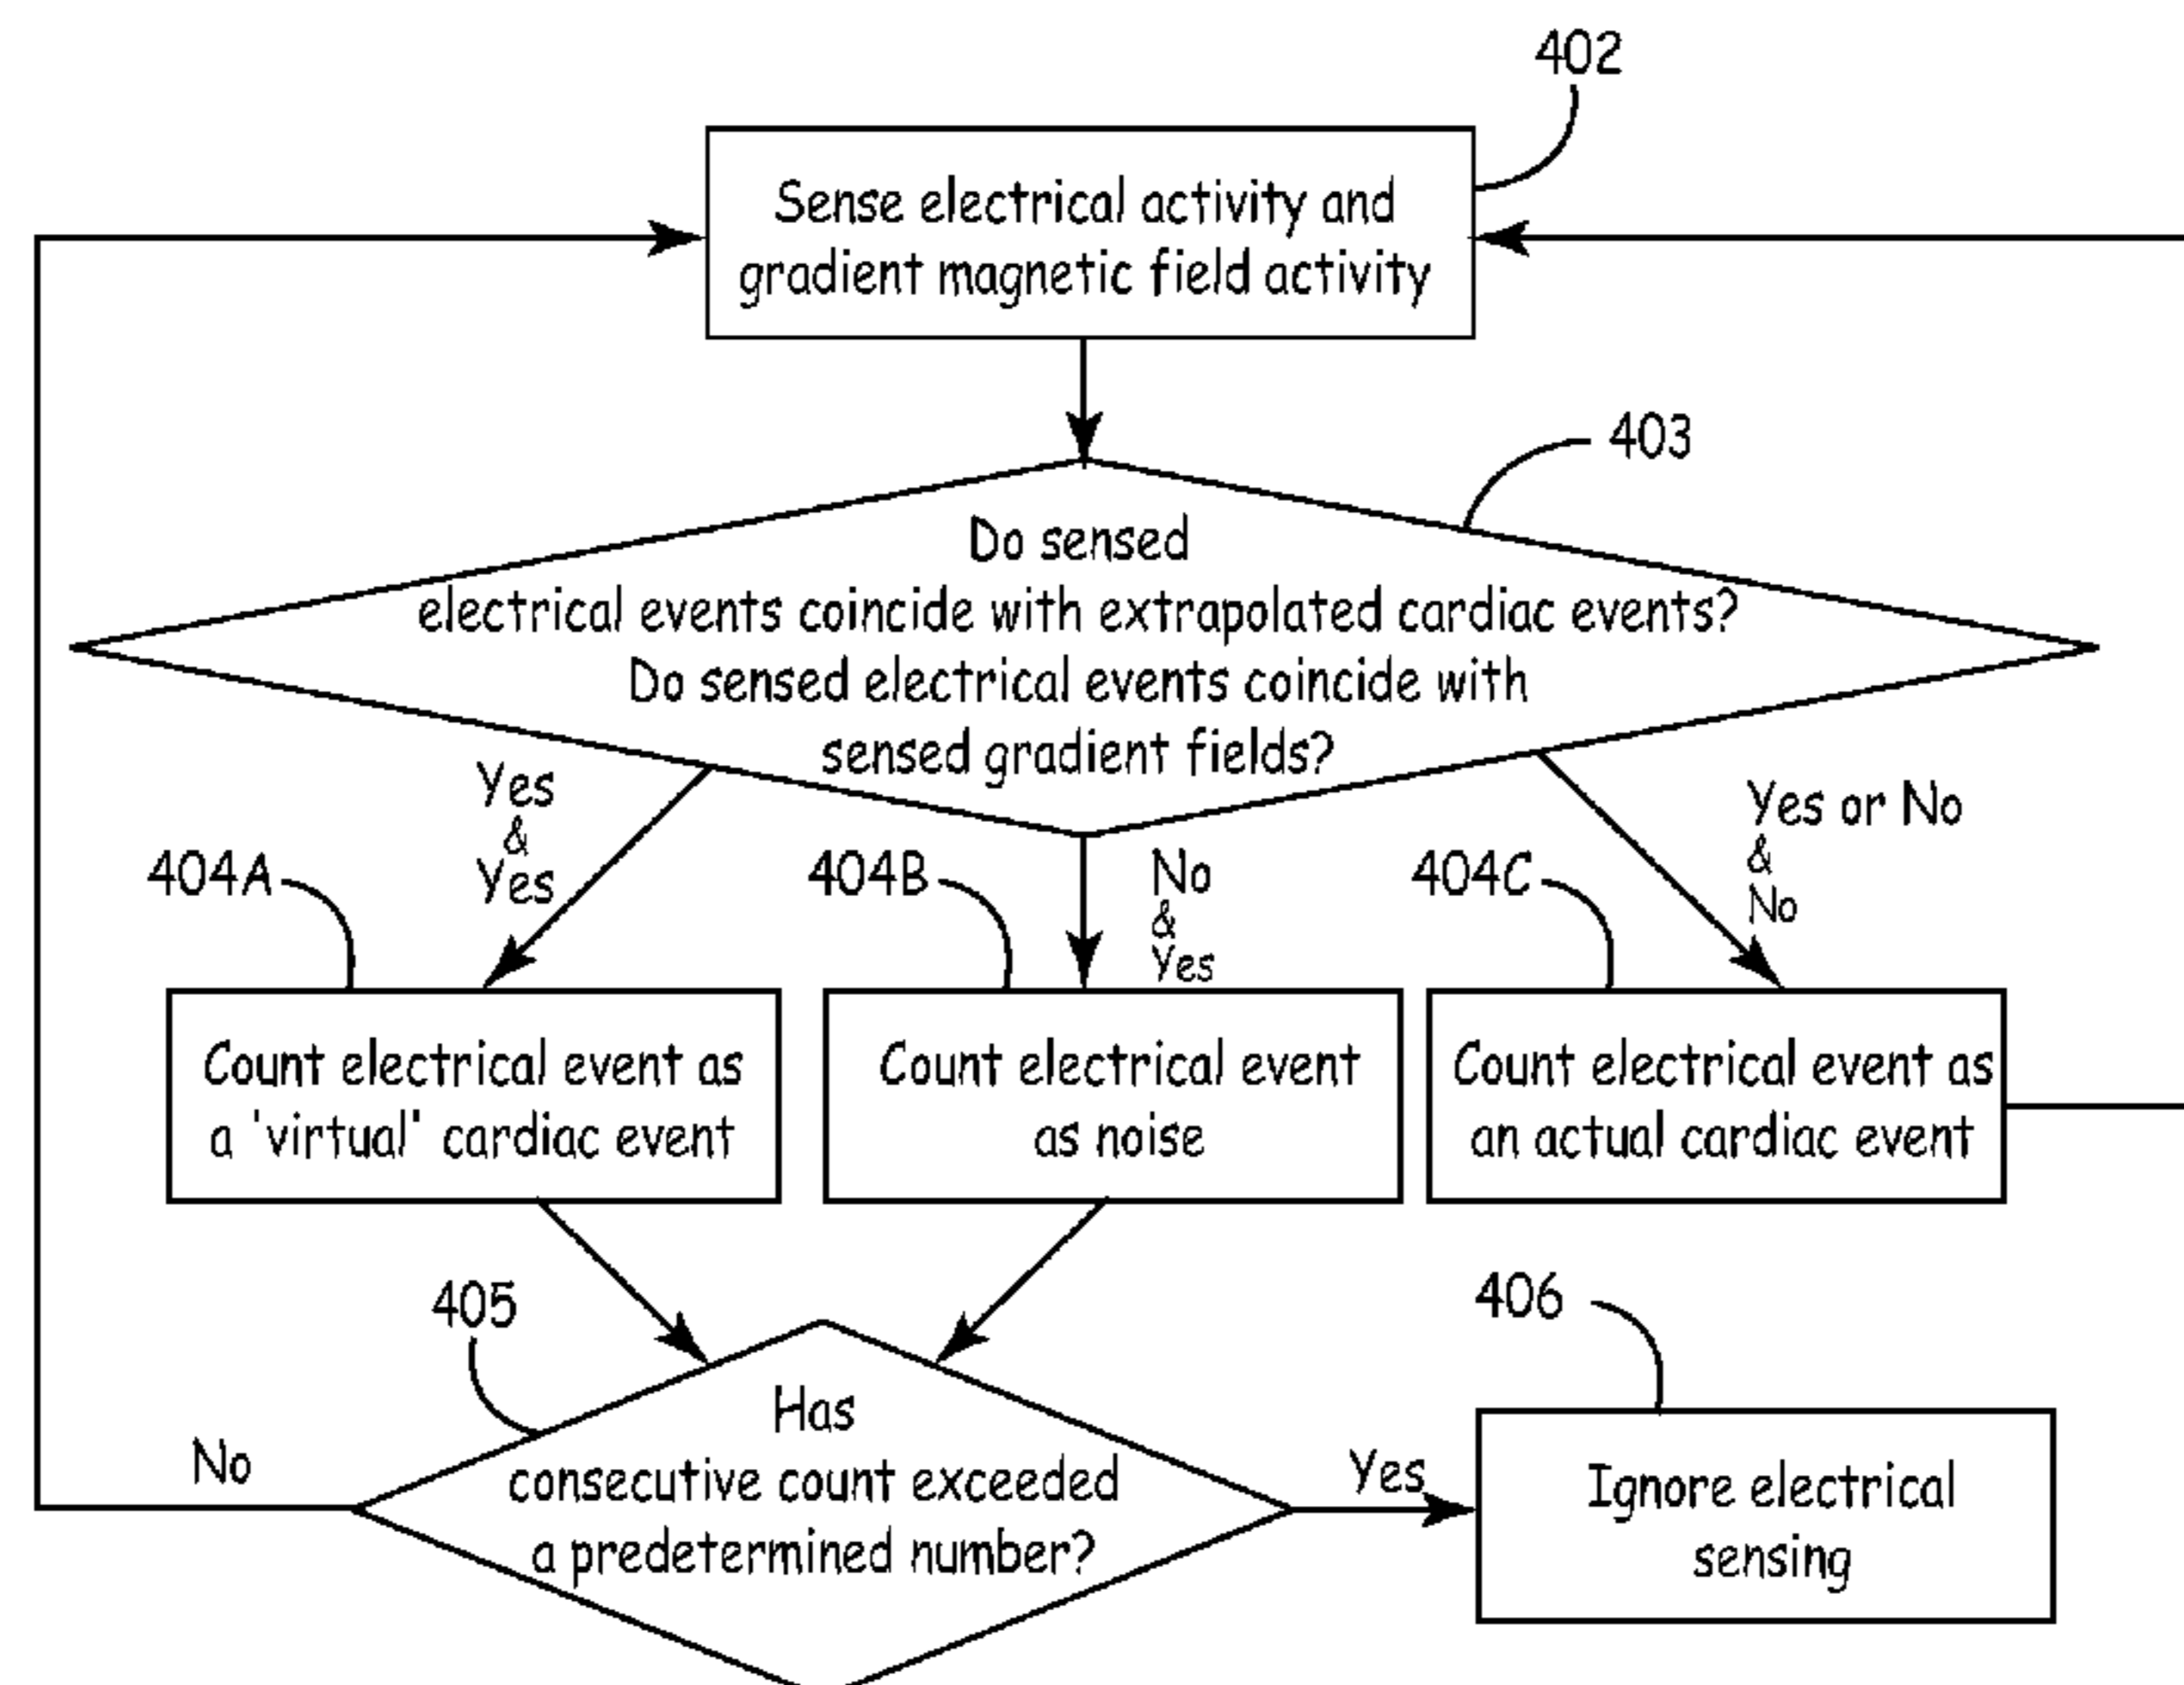 402
Sense electrical activity and
gradient magnetic field activity
403
Do sensed
electrical events coincide with extrapolated cardiac events?
Do sensed electrical events coincide with
sensed gradient fields?
Yes
&
Yes
No
&
Yes
Yes or No
&
No
404A
404B
404C
Count electrical event as
a 'virtual' cardiac event
Count electrical event
as noise
Count electrical event as
an actual cardiac event
405
Has
consecutive count exceeded
a predetermined number?
No
Yes
406
Ignore electrical
sensing